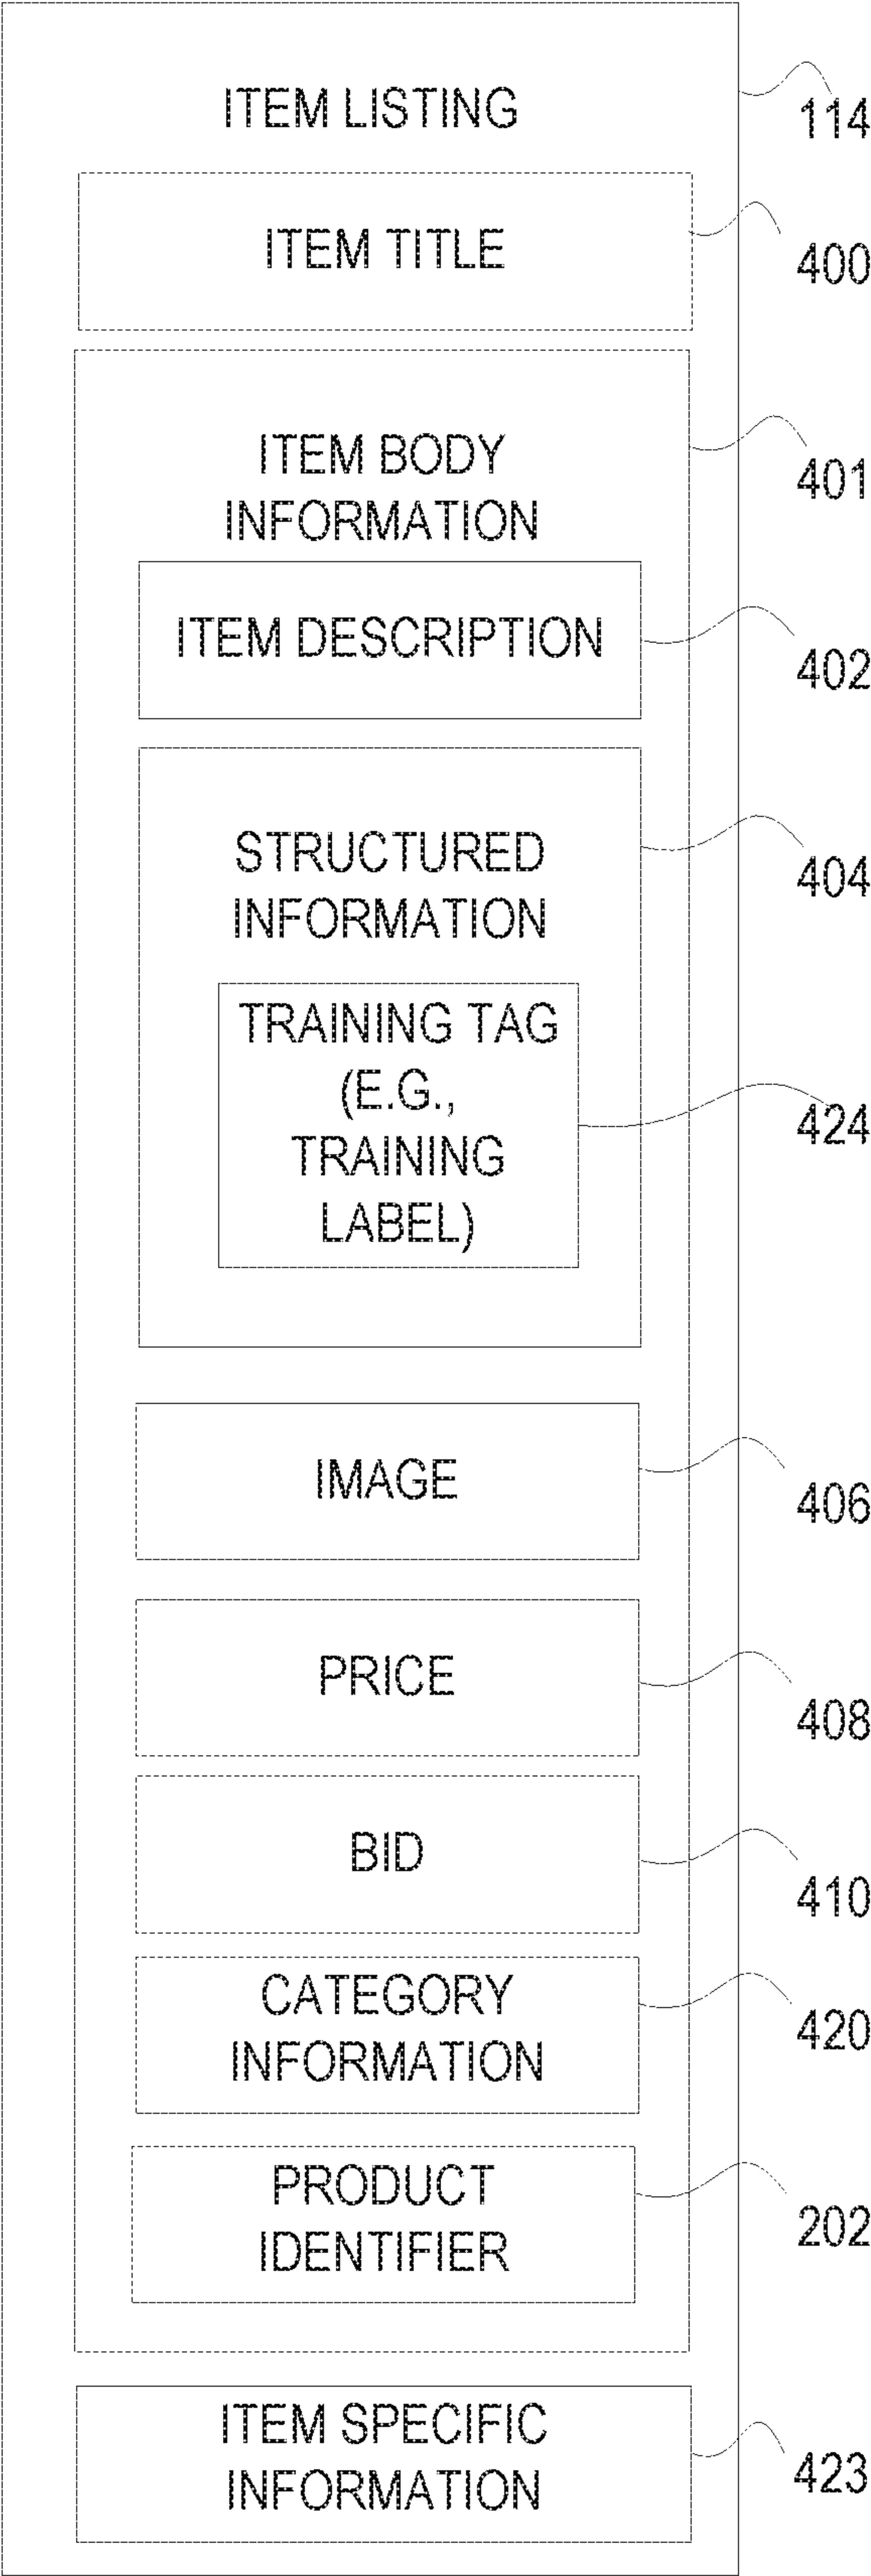 ITEM LISTING
114
ITEM TITLE
400
ITEM BODY
INFORMATION
401
ITEM DESCRIPTION
402
STRUCTURED
INFORMATION
404
TRAINING TAG
(E.G.,
TRAINING
LABEL)
424
IMAGE
406
PRICE
408
BID
410
CATEGORY
INFORMATION
420
PRODUCT
IDENTIFIER
202
ITEM SPECIFIC
INFORMATION
423